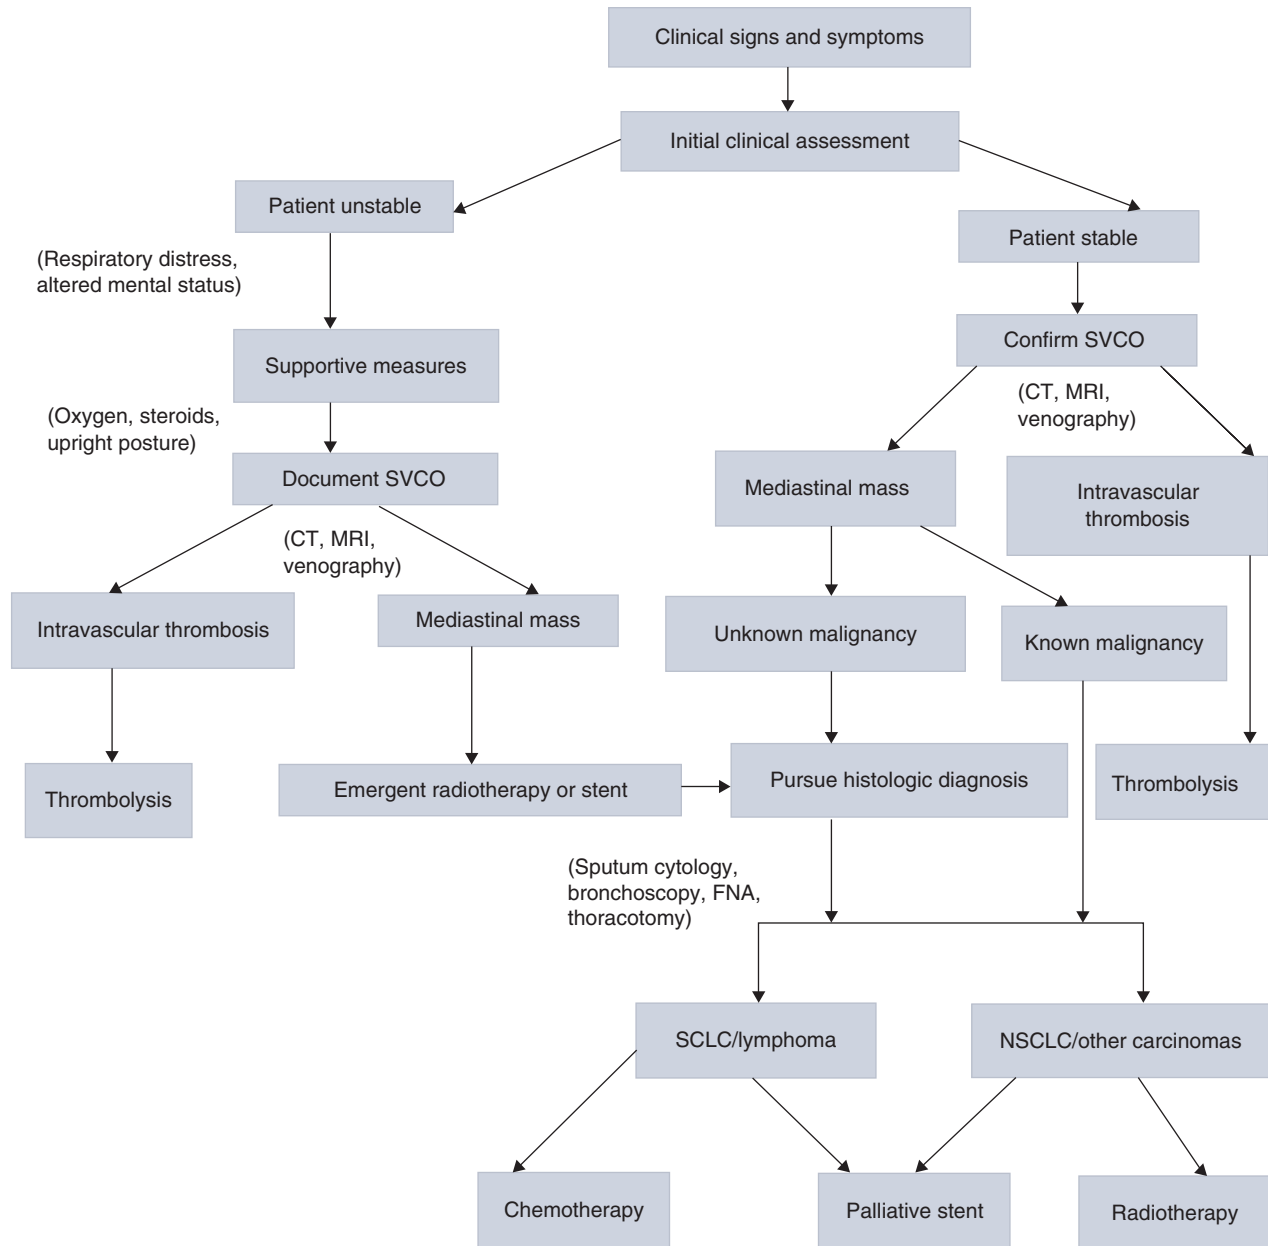 Clinical signs and symptoms
Initial clinical assessment
Patient unstable
Patient stable
(Respiratory distress,
altered mental status)
Supportive measures
Confirm SVCO
(Oxygen, steroids,
upright posture)
(CT, MRI,
venography)
Document SVCO
Mediastinal mass
Intravascular
thrombosis
(CT, MRI,
venography)
Intravascular thrombosis
Mediastinal mass
Unknown malignancy
Known malignancy
Thrombolysis
Emergent radiotherapy or stent
Pursue histologic diagnosis
Thrombolysis
(Sputum cytology,
bronchoscopy, FNA,
thoracotomy)
SCLC/lymphoma
NSCLC/other carcinomas
Chemotherapy
Palliative stent
Radiotherapy